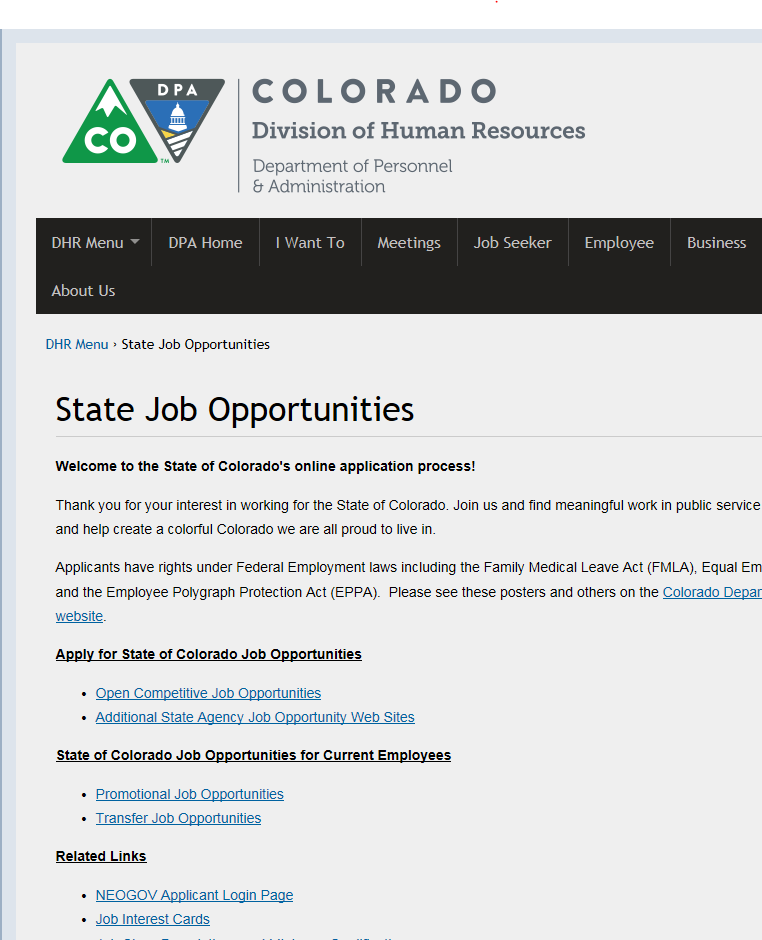 DPA
CO
TM
COLORADO
Division of Human Resources
Department of Personnel
& Administration
DHR Menu DPA Home I Want To Meetings Job Seeker Employee Business
About Us
DHR Menu › State Job Opportunities
State Job Opportunities
Welcome to the State of Colorado's online application process!
Thank you for your interest in working for the State of Colorado. Join us and find meaningful work in public service
and help create a colorful Colorado we are all proud to live in.
Applicants have rights under Federal Employment laws including the Family Medical Leave Act (FMLA), Equal Em
and the Employee Polygraph Protection Act (EPPA). Please see these posters and others on the Colorado Depar
website.
Apply for State of Colorado Job Opportunities
• Open Competitive Job Opportunities
• Additional State Agency Job Opportunity Web Sites
State of Colorado Job Opportunities for Current Employees
• Promotional Job Opportunities
• Transfer Job Opportunities
Related Links
• NEOGOV Applicant Login Page
• Job Interest Cards